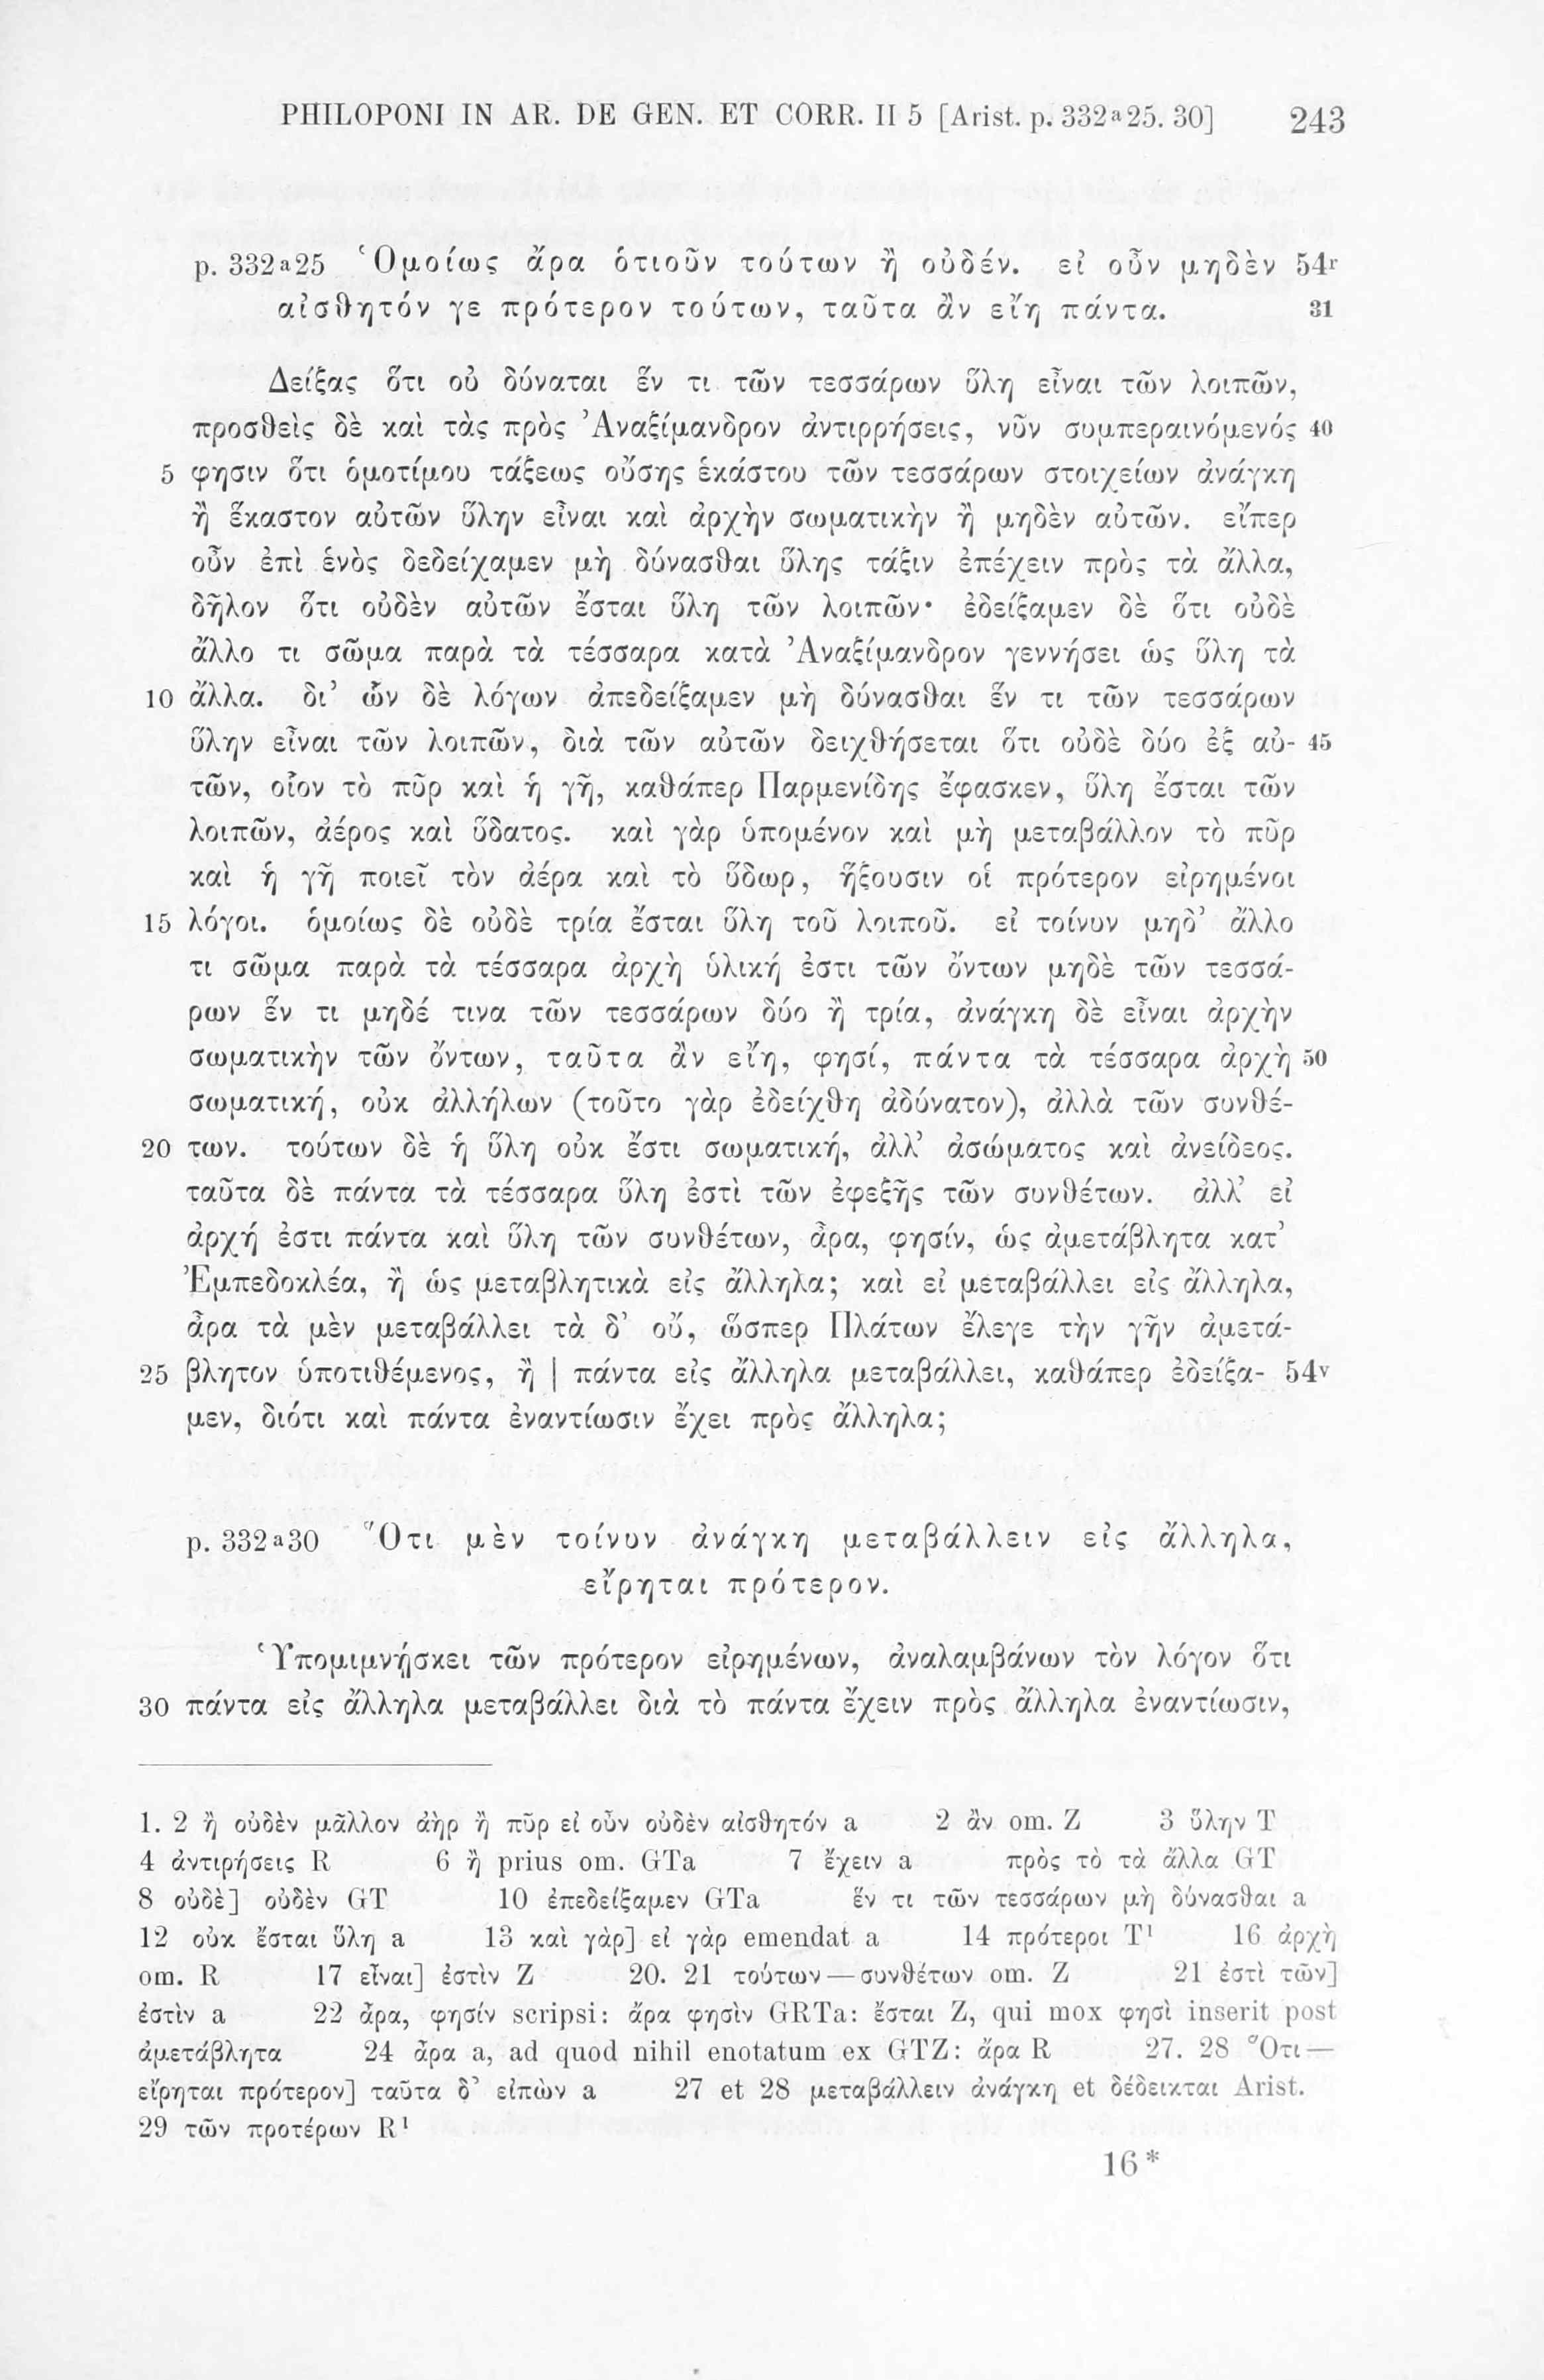 PHILOPONI IN AR. DE GEN. ET CORR. II 5 [Arist. p. 332a25. 30] 243
p. 332a25 Ὁμοίως ἄρα ὁτιοῦν τούτων ἢ οὐδέν. εἰ οὖν μηδὲν 54r
αἰσθητόν γε πρότερον τούτων, ταῦτα ἂν εἴη πάντα. 31
Δείξας ὅτι οὐ δύναται ἕν τι τῶν τεσσάρων ὕλη εἶναι τῶν λοιπῶν,
προσθεὶς δὲ καὶ τὰς πρὸς Ἀναξίμανδρον ἀντιρρήσεις, νῦν συμπεραινόμενός 40
5 φησιν ὅτι ὁμοτίμου τάξεως οὔσης ἑκάστου τῶν τεσσάρων στοιχείων ἀνάγκη
ἢ ἕκαστον αὐτῶν ὕλην εἶναι καὶ ἀρχὴν σωματικὴν ἢ μηδὲν αὐτῶν. εἴπερ
οὖν ἐπὶ ἑνὸς δεδείχαμεν μὴ δύνασθαι ὕλης τάξιν ἐπέχειν πρὸς τὰ ἄλλα,
δῆλον ὅτι οὐδὲν αὐτῶν ἔσται ὕλη τῶν λοιπῶν· ἐδείξαμεν δὲ ὅτι οὐδὲ
ἄλλο τι σῶμα παρὰ τὰ τέσσαρα κατὰ Ἀναξίμανδρον γεννήσει ὡς ὕλη τὰ
10 ἄλλα. δι’ ὧν δὲ λόγων ἀπεδείξαμεν μὴ δύνασθαι ἕν τι τῶν τεσσάρων
ὕλην εἶναι τῶν λοιπῶν, διὰ τῶν αὐτῶν δειχθήσεται ὅτι οὐδὲ δύο ἐξ αὐ- 45
τῶν, οἷον τὸ πῦρ καὶ ἡ γῆ, καθάπερ Παρμενίδης ἔφασκεν, ὕλη ἔσται τῶν
λοιπῶν, ἀέρος καὶ ὕδατος. καὶ γὰρ ὑπομένον καὶ μὴ μεταβάλλον τὸ πῦρ
καὶ ἡ γῆ ποιεῖ τὸν ἀέρα καὶ τὸ ὕδωρ, ἥξουσιν οἱ πρότερον εἰρημένοι
15 λόγοι. ὁμοίως δὲ οὐδὲ τρία ἔσται ὕλη τοῦ λοιποῦ. εἰ τοίνυν μηδ’ ἄλλο
τι σῶμα παρὰ τὰ τέσσαρα ἀρχὴ ὑλική ἐστι τῶν ὄντων μηδὲ τῶν τεσσά-
ρων ἕν τι μηδέ τινα τῶν τεσσάρων δύο ἢ τρία, ἀνάγκη δὲ εἶναι ἀρχὴν
σωματικὴν τῶν ὄντων, ταῦτα ἂν εἴη, φησί, πάντα τὰ τέσσαρα ἀρχὴ 50
σωματική, οὐκ ἀλλήλων (τοῦτο γὰρ ἐδείχθη ἀδύνατον), ἀλλὰ τῶν συνθέ-
20 των. τούτων δὲ ἡ ὕλη οὐκ ἔστι σωματική, ἀλλ’ ἀσώματος καὶ ἀνείδεος.
ταῦτα δὲ πάντα τὰ τέσσαρα ὕλη ἐστὶ τῶν ἐφεξῆς τῶν συνθέτων. ἀλλ’ εἰ
ἀρχή ἐστι πάντα καὶ ὕλη τῶν συνθέτων, ἆρα, φησίν, ὡς ἀμετάβλητα κατ’
Ἐμπεδοκλέα, ἢ ὡς μεταβλητικὰ εἰς ἄλληλα; καὶ εἰ μεταβάλλει εἰς ἄλληλα,
ἆρα τὰ μὲν μεταβάλλει τὰ δ’ οὔ, ὥσπερ Πλάτων ἔλεγε τὴν γῆν ἀμετά-
25 βλητον ὑποτιθέμενος, ἢ | πάντα εἰς ἄλληλα μεταβάλλει, καθάπερ ἐδείξα- 54v
μεν, διότι καὶ πάντα ἐναντίωσιν ἔχει πρὸς ἄλληλα;
p. 332a30 Ὅτι μὲν τοίνυν ἀνάγκη μεταβάλλειν εἰς ἄλληλα,
εἴρηται πρότερον.
Ὑπομιμνήσκει τῶν πρότερον εἰρημένων, ἀναλαμβάνων τὸν λόγον ὅτι
30 πάντα εἰς ἄλληλα μεταβάλλει διὰ τὸ πάντα ἔχειν πρὸς ἄλληλα ἐναντίωσιν,
1. 2 ἢ οὐδὲν μᾶλλον ἀὴρ ἢ πῦρ εἰ οὖν οὐδὲν αἰσθητόν a 2 ἂν om. Z 3 ὕλην T
4 ἀντιρήσεις R 6 ἢ prius om. GTa 7 ἔχειν a πρὸς τὸ τὰ ἄλλα GT
8 οὐδὲ] οὐδὲν GT 10 ἐπεδείξαμεν GTa ἕν τι τῶν τεσσάρων μὴ δύνασθαι a
12 οὐκ ἔσται ὕλη a 13 καὶ γὰρ] εἰ γὰρ emendat a 14 πρότεροι T¹ 16 ἀρχὴ
om. R 17 εἶναι] ἐστὶν Z 20. 21 τούτων—συνθέτων om. Z 21 ἐστὶ τῶν]
ἐστὶν a 22 ἆρα, φησίν scripsi: ἄρα φησὶν GRTa: ἔσται Z, qui mox φησὶ inserit post
ἀμετάβλητα 24 ἆρα a, ad quod nihil enotatum ex GTZ: ἄρα R 27. 28 Ὅτι—
εἴρηται πρότερον] ταῦτα δ’ εἰπὼν a 27 et 28 μεταβάλλειν ἀνάγκη et δέδεικται Arist.
29 τῶν προτέρων R¹
16*